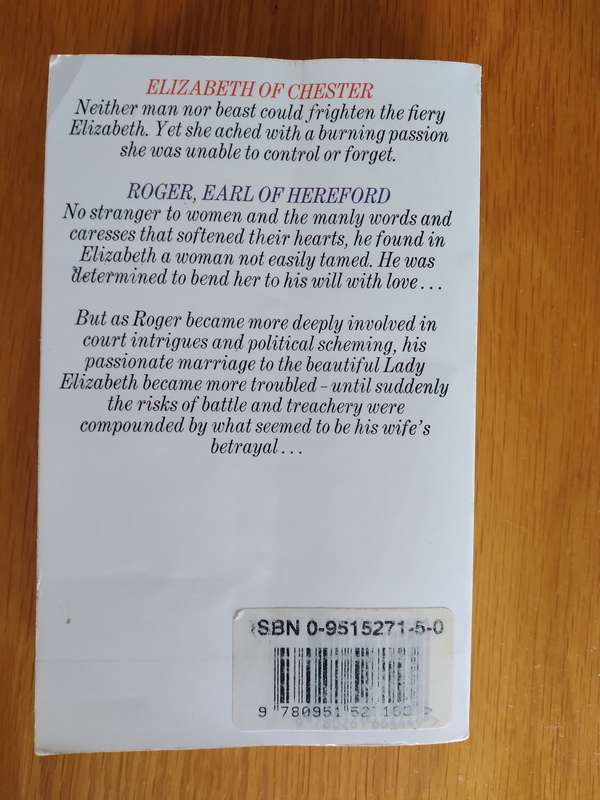 ELIZABETH OF CHESTER
Neither man nor beast could frighten the fiery
Elizabeth. Yet she ached with a burning passion
she was unable to control or forget.
ROGER, EARL OF HEREFORD
No stranger to women and the manly words and
caresses that softened their hearts, he found in
Elizabeth a woman not easily tamed. He was
determined to bend her to his will with love...
But as Roger became more deeply involved in
court intrigues and political scheming, his
passionate marriage to the beautiful Lady
Elizabeth became more troubled - until suddenly
the risks of battle and treachery were
compounded by what seemed to be his wife's
betrayal...
ISBN 0-9515271-5-0
9 780951